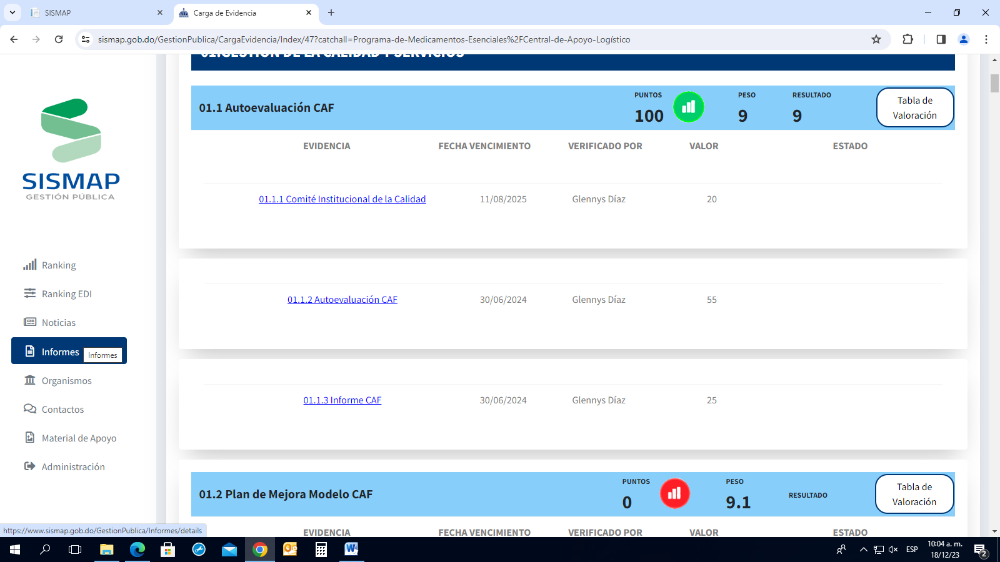 SISMAP
Carga de Evidencia
sismap.gob.do/GestionPublica/CargaEvidencia/Index/47?catchall=Programa-de-Medicamentos-Esenciales%2FCentral-de-Apoyo-Logístico
SISMAP
GESTIÓN PÚBLICA
Ranking
Ranking EDI
Noticias
Informes
Informes
Organismos
Contactos
Material de Apoyo
Administración
01.GESTIÓN DE LA CALIDAD Y SERVICIOS
01.1 Autoevaluación CAF
PUNTOS
100
PESO
9
RESULTADO
9
Tabla de
Valoración
EVIDENCIA FECHA VENCIMIENTO VERIFICADO POR VALOR ESTADO
01.1.1 Comité Institucional de la Calidad 11/08/2025 Glennys Díaz 20
01.1.2 Autoevaluación CAF 30/06/2024 Glennys Díaz 55
01.1.3 Informe CAF 30/06/2024 Glennys Díaz 25
01.2 Plan de Mejora Modelo CAF
PUNTOS
0
PESO
9.1
RESULTADO
Tabla de
Valoración
EVIDENCIA FECHA VENCIMIENTO VERIFICADO POR VALOR ESTADO
https://www.sismap.gob.do/GestionPublica/Informes/details
ESP
10:04 a. m.
18/12/23
2